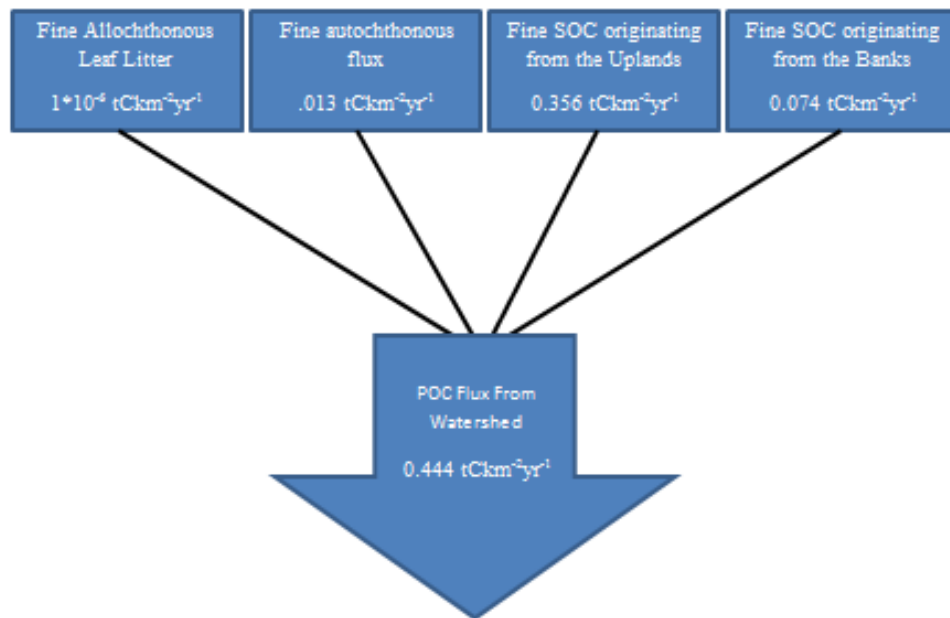 Fine Allochthonous
Leaf Litter
1*10⁻⁶ tCkm⁻²yr⁻¹
Fine autochthonous
flux
.013 tCkm⁻²yr⁻¹
Fine SOC originating
from the Uplands
0.356 tCkm⁻²yr⁻¹
Fine SOC originating
from the Banks
0.074 tCkm⁻²yr⁻¹
POC Flux From
Watershed
0.444 tCkm⁻²yr⁻¹